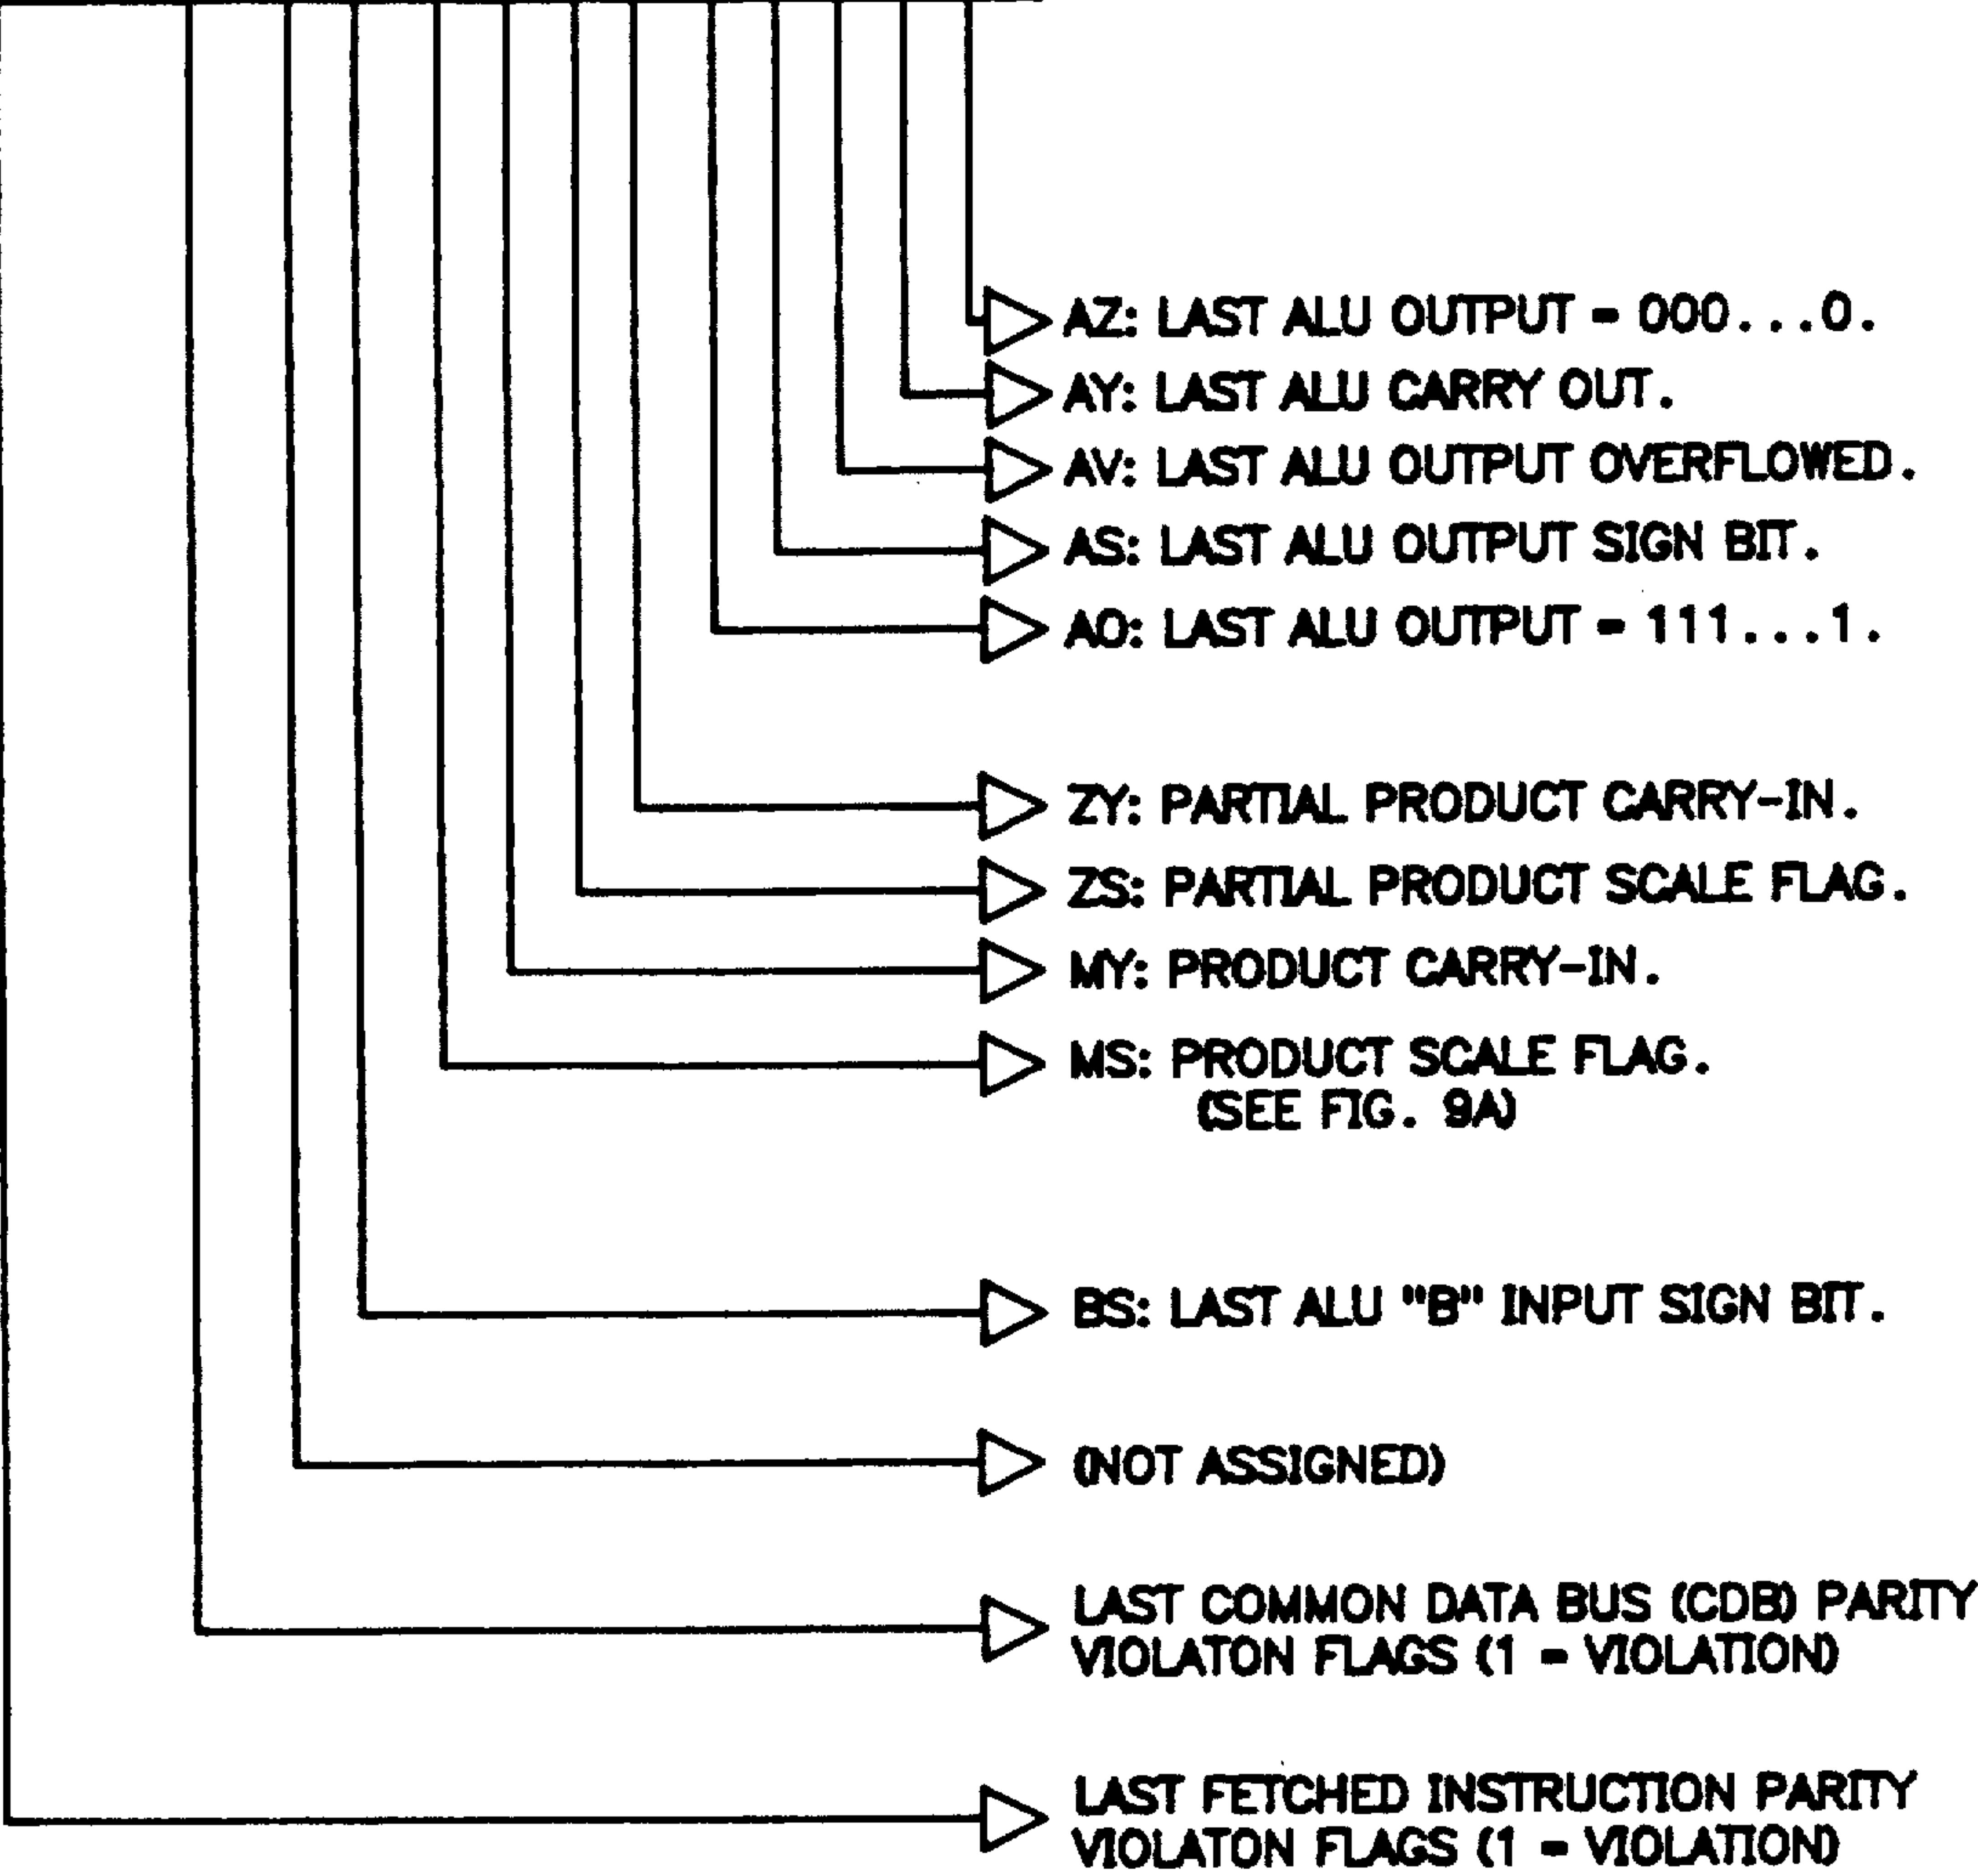 AZ: LAST ALU OUTPUT = 000...0.
AY: LAST ALU CARRY OUT.
AV: LAST ALU OUTPUT OVERFLOWED.
AS: LAST ALU OUTPUT SIGN BIT.
AO: LAST ALU OUTPUT = 111...1.
ZY: PARTIAL PRODUCT CARRY-IN.
ZS: PARTIAL PRODUCT SCALE FLAG.
MY: PRODUCT CARRY-IN.
MS: PRODUCT SCALE FLAG.
(SEE FIG. 9A)
BS: LAST ALU "B" INPUT SIGN BIT.
(NOT ASSIGNED)
LAST COMMON DATA BUS (CDB) PARITY
VIOLATON FLAGS (1 = VIOLATION)
LAST FETCHED INSTRUCTION PARITY
VIOLATON FLAGS (1 = VIOLATION)